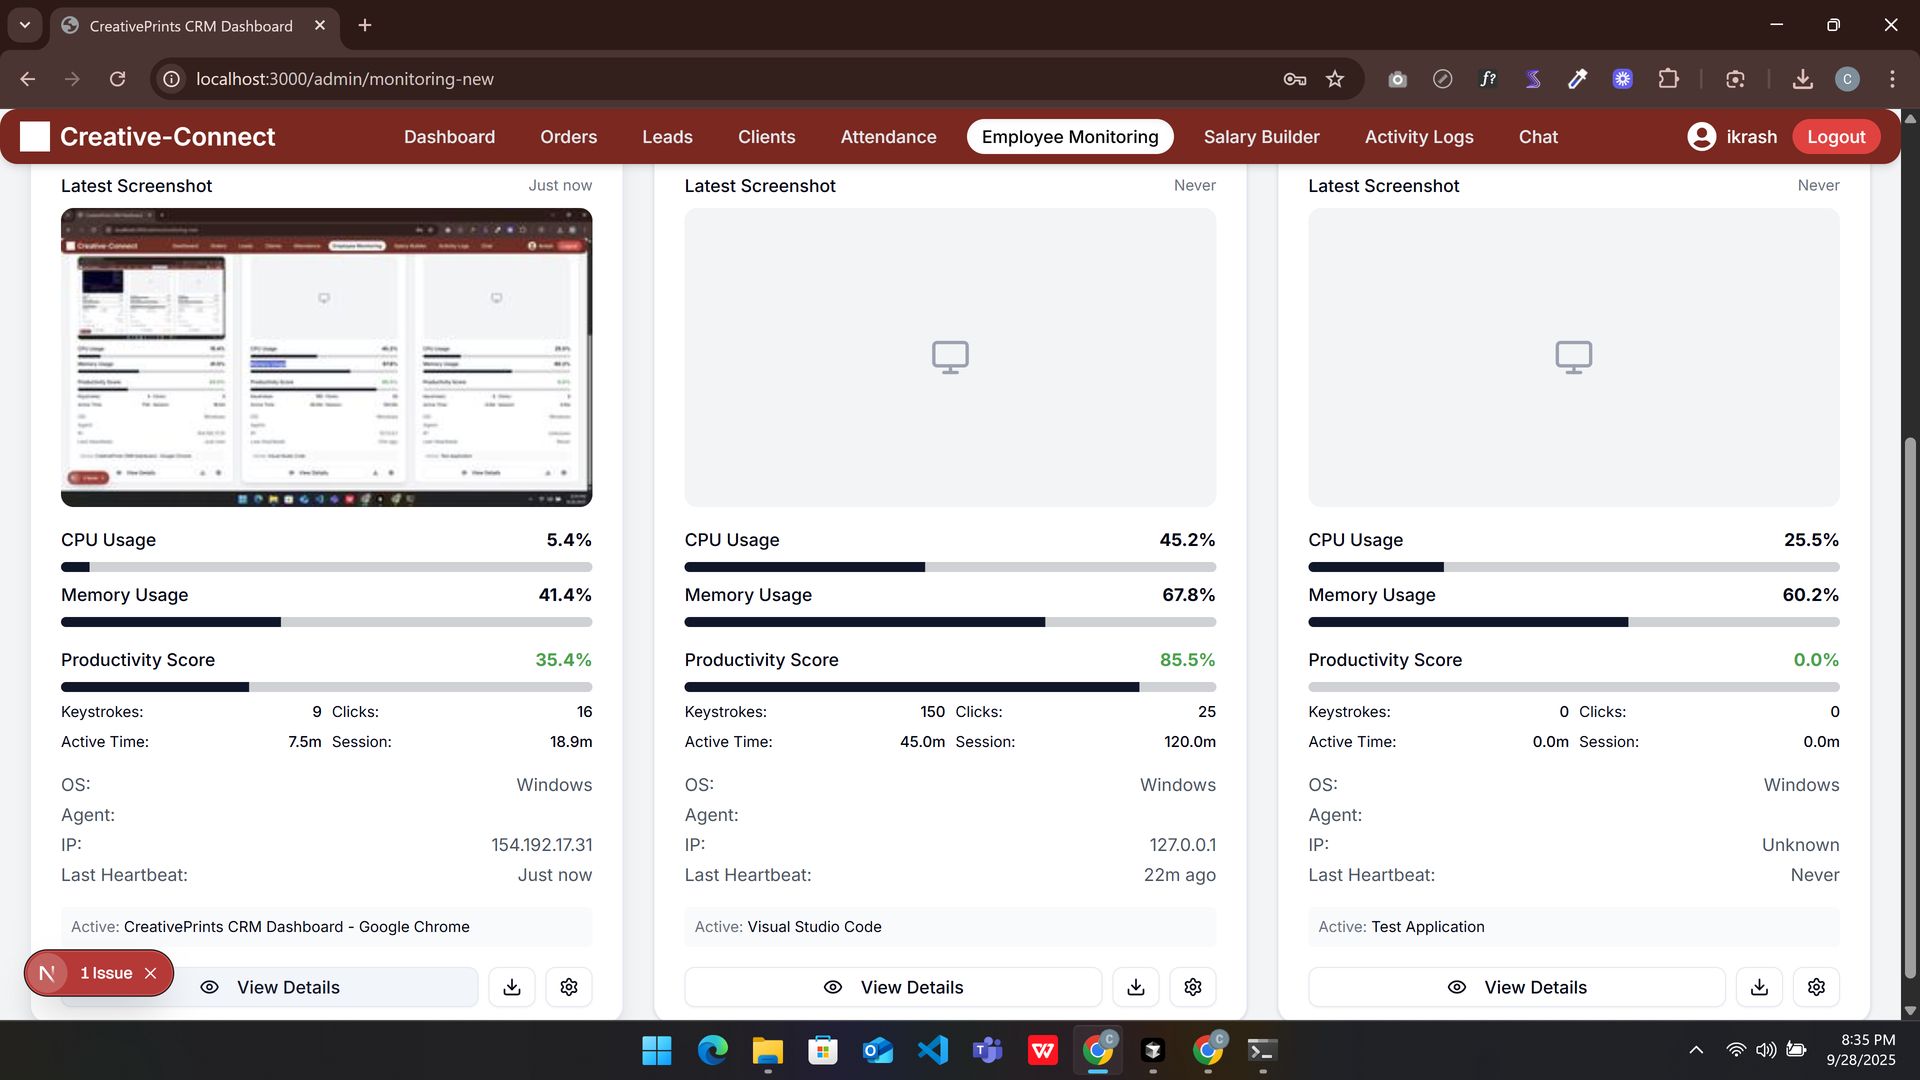 CreativePrints CRM Dashboard
localhost:3000/admin/monitoring-new
Creative-Connect Dashboard Orders Leads Clients Attendance Employee Monitoring Salary Builder Activity Logs Chat ikrash Logout
Latest Screenshot Just now
CPU Usage 5.4%
Memory Usage 41.4%
Productivity Score 35.4%
Keystrokes: 9 Clicks: 16
Active Time: 7.5m Session: 18.9m
OS: Windows
Agent:
IP: 154.192.17.31
Last Heartbeat: Just now
Active: CreativePrints CRM Dashboard - Google Chrome
View Details
Latest Screenshot Never
CPU Usage 45.2%
Memory Usage 67.8%
Productivity Score 85.5%
Keystrokes: 150 Clicks: 25
Active Time: 45.0m Session: 120.0m
OS: Windows
Agent:
IP: 127.0.0.1
Last Heartbeat: 22m ago
Active: Visual Studio Code
View Details
Latest Screenshot Never
CPU Usage 25.5%
Memory Usage 60.2%
Productivity Score 0.0%
Keystrokes: 0 Clicks: 0
Active Time: 0.0m Session: 0.0m
OS: Windows
Agent:
IP: Unknown
Last Heartbeat: Never
Active: Test Application
View Details
N 1 Issue
8:35 PM
9/28/2025